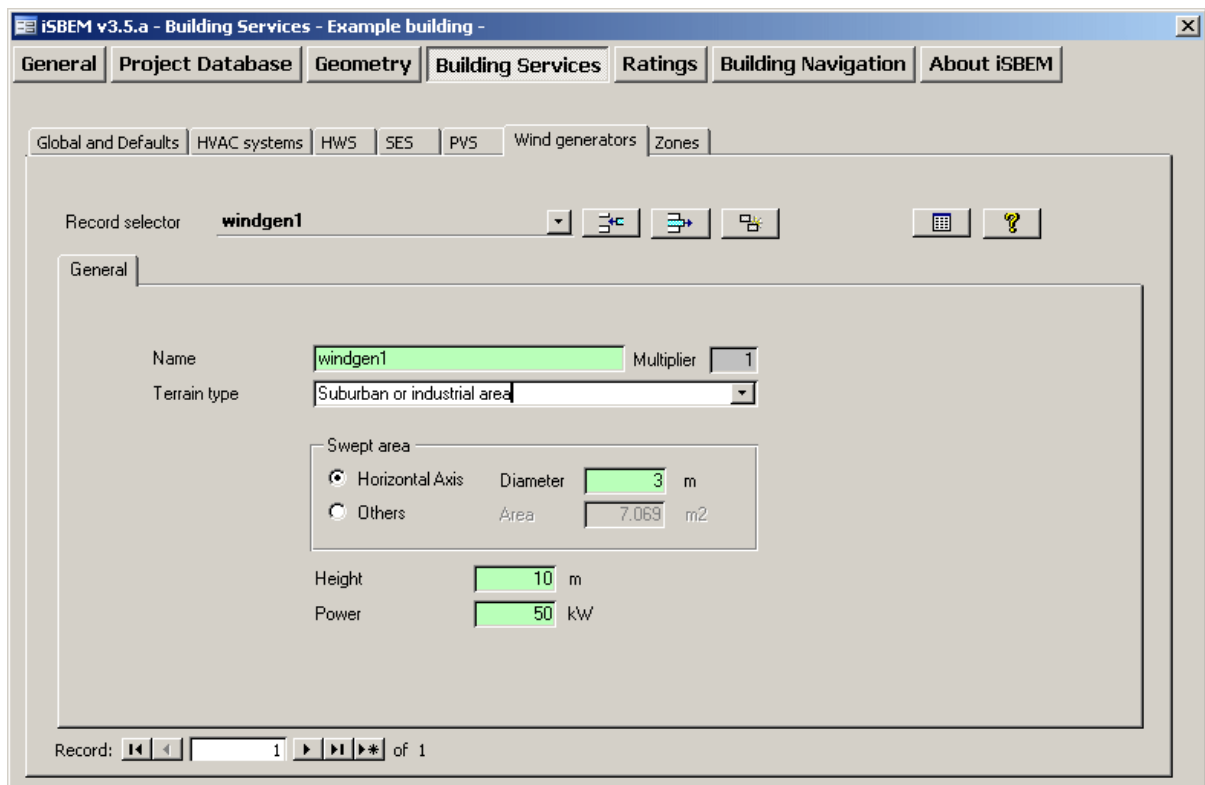 iSBEM v3.5.a - Building Services - Example building -
General Project Database Geometry Building Services Ratings Building Navigation About iSBEM
Global and Defaults HVAC systems HWS SES PVS Wind generators Zones
Record selector windgen1
General
Name windgen1 Multiplier 1
Terrain type Suburban or industrial area
Swept area
Horizontal Axis Diameter 3 m
Others Area 7.069 m2
Height 10 m
Power 50 kW
Record: 1 of 1